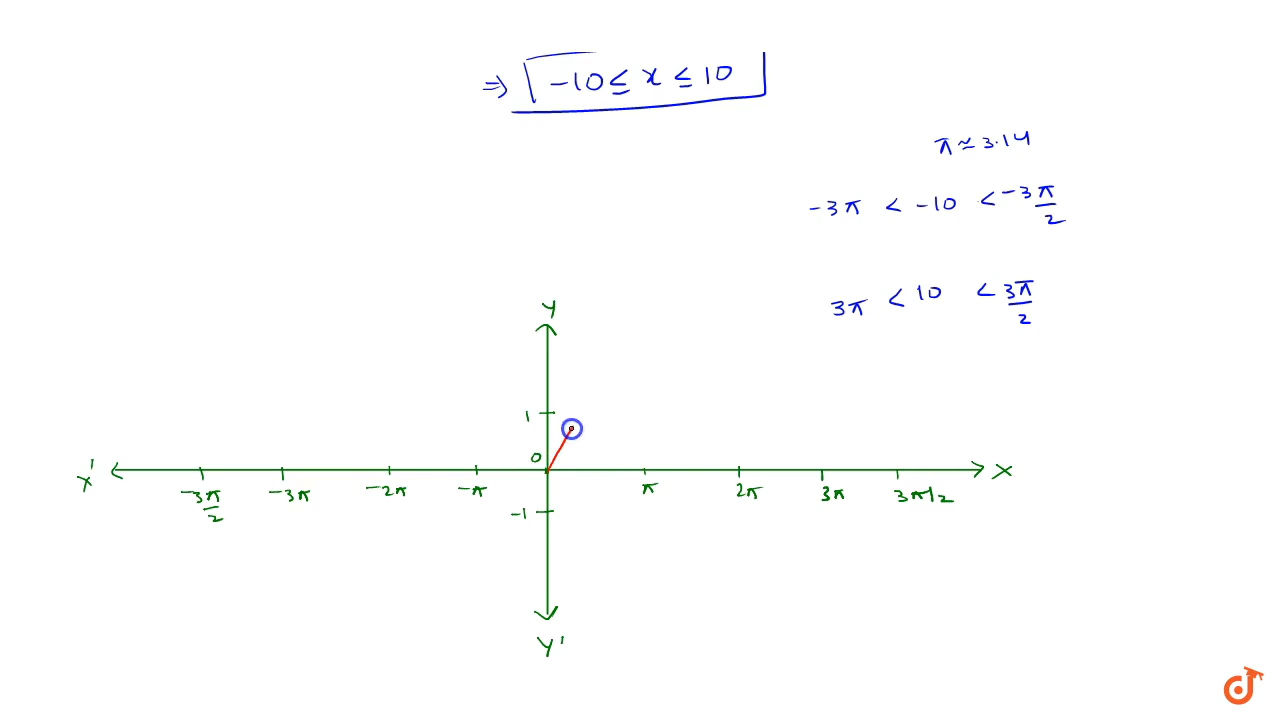 ⇒ -10 ≤ x ≤ 10
π ≈ 3.14
-3π < -10 < -3π/2
3π < 10 < 3π/2
Y
1
0
X' -3π/2 -3π -2π -π π 2π 3π 3π/2 X
-1
Y'